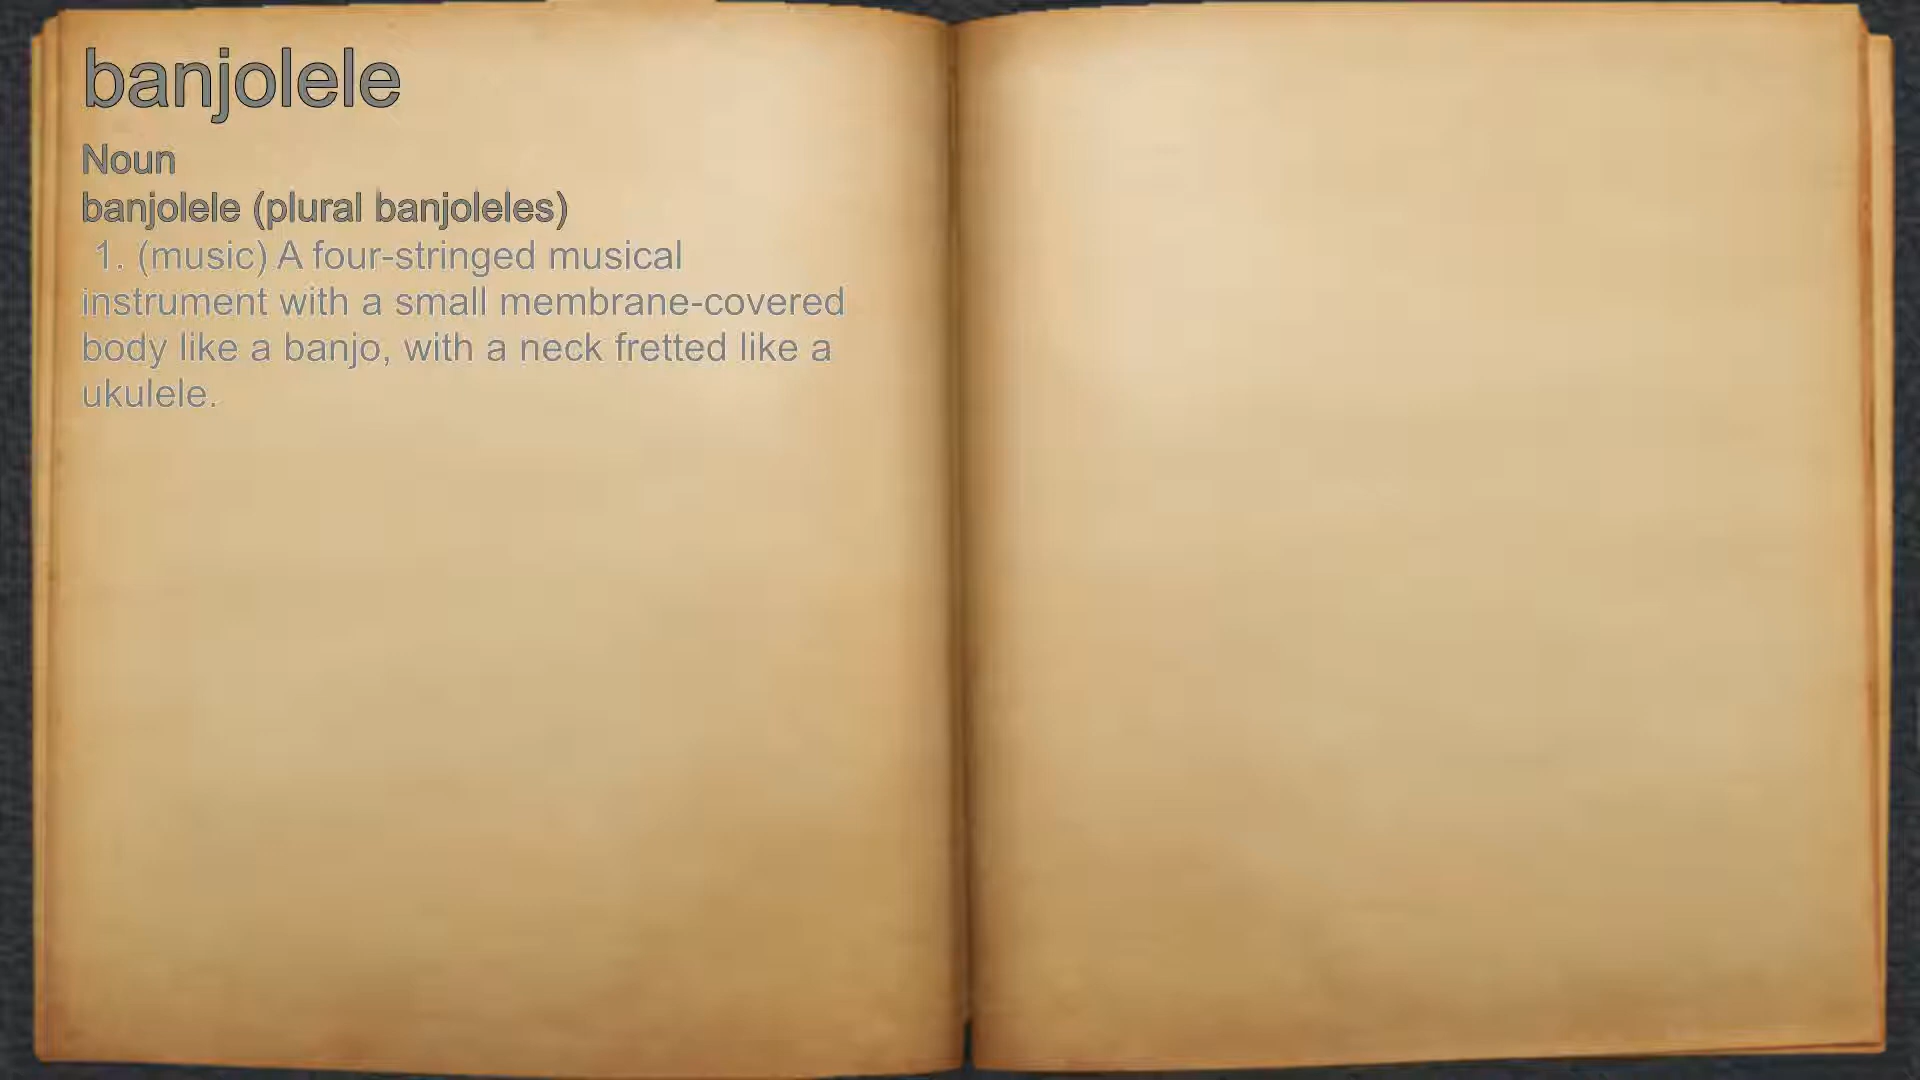 banjolele
Noun
banjolele (plural banjoleles)
1. (music) A four-stringed musical
instrument with a small membrane-covered
body like a banjo, with a neck fretted like a
ukulele.